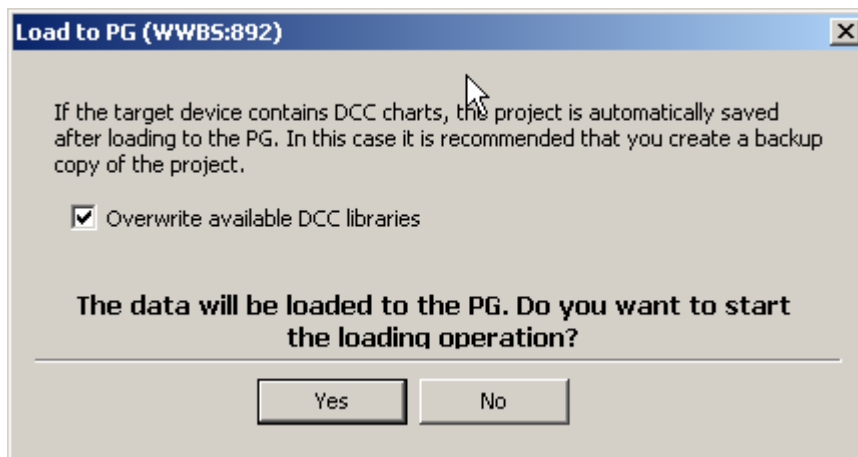 Load to PG (WWBS:892)
If the target device contains DCC charts, the project is automatically saved
after loading to the PG. In this case it is recommended that you create a backup
copy of the project.
Overwrite available DCC libraries
The data will be loaded to the PG. Do you want to start
the loading operation?
Yes
No